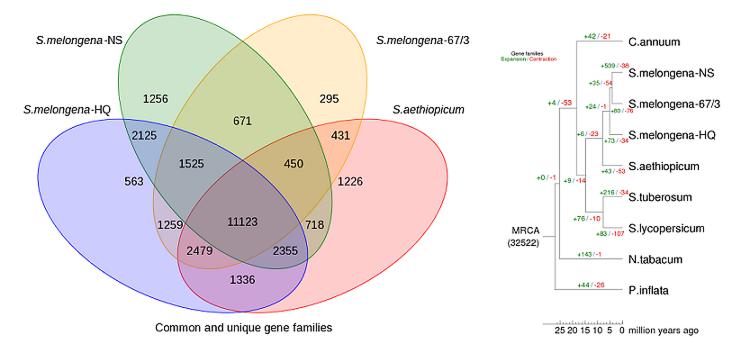 S.melongena-NS
S.melongena-67/3
S.melongena-HQ
S.aethiopicum
1256
295
671
2125
431
1525
450
563
1226
1259
11123
718
2479
2355
1336
Common and unique gene families
Gene families
Expansion / Contraction
+42 / -21
C.annuum
+539 / -38
S.melongena-NS
+35 / -54
+4 / -53
S.melongena-67/3
+24 / -1
+80 / -76
+6 / -23
S.melongena-HQ
+73 / -34
S.aethiopicum
+43 / -53
+0 / -1
+9 / -14
+216 / -34
S.tuberosum
+76 / -10
S.lycopersicum
+83 / -107
MRCA
(32522)
+143 / -1
N.tabacum
+44 / -26
P.inflata
25 20 15 10 5 0 million years ago